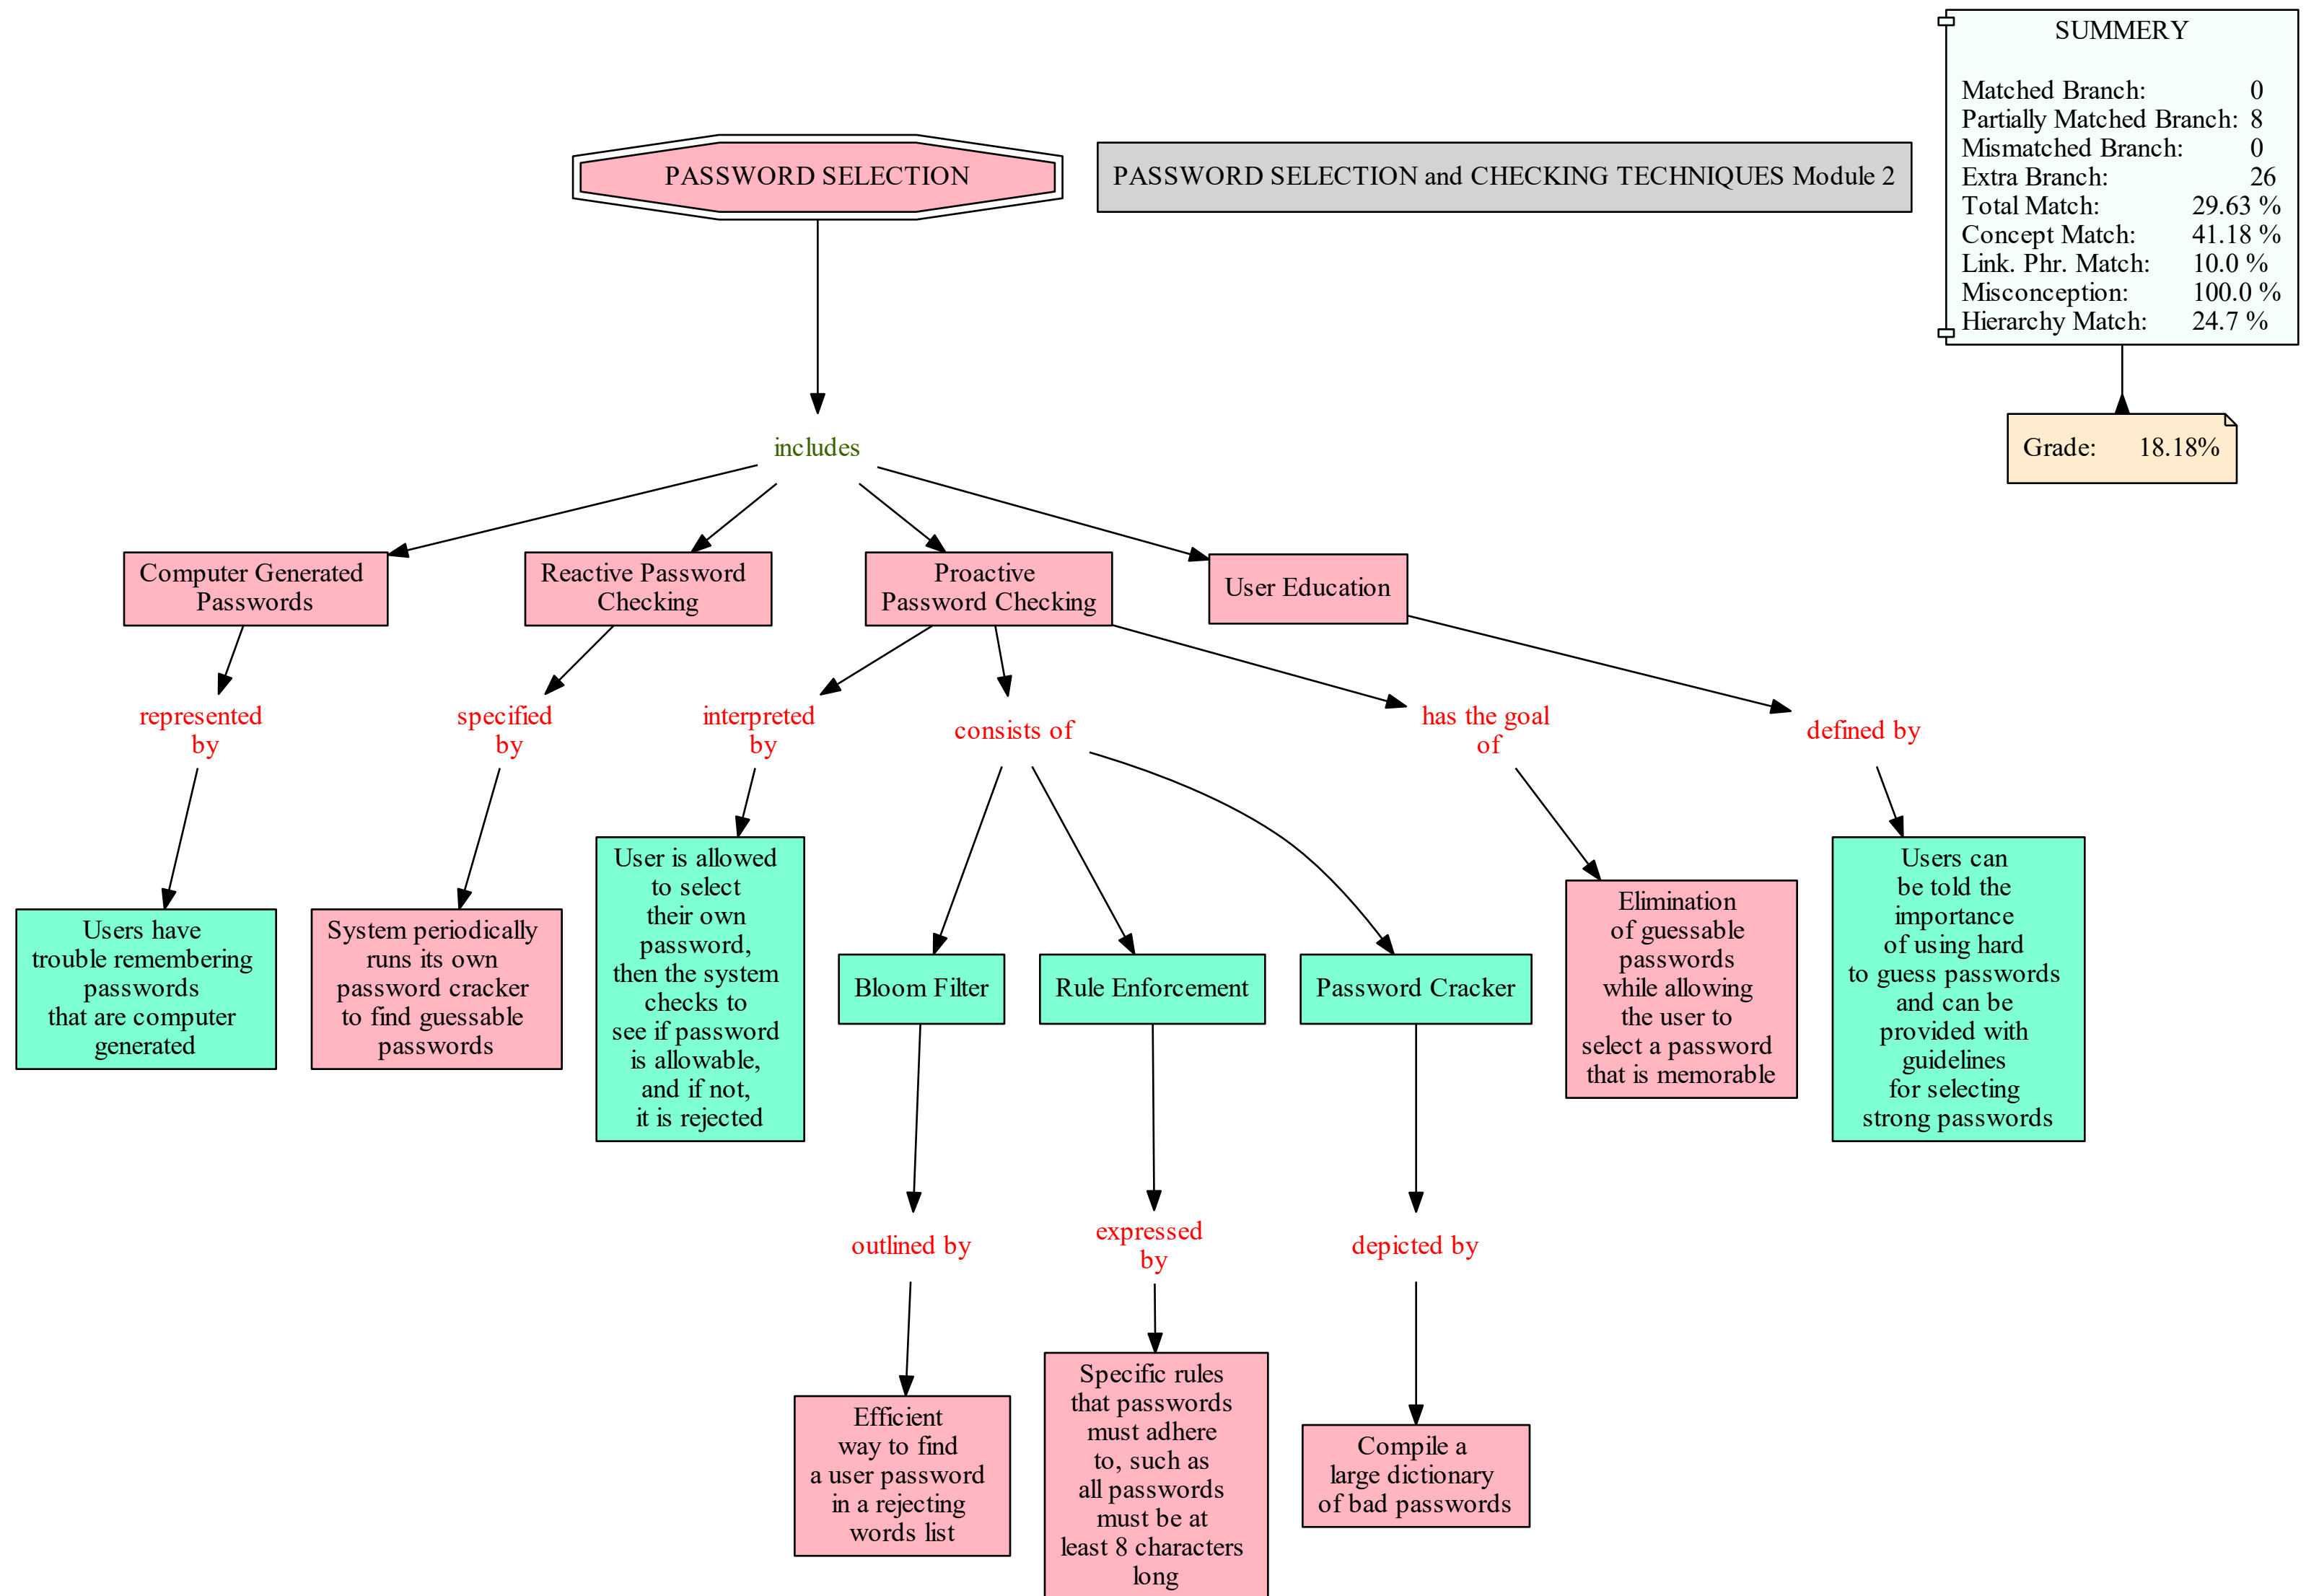 SUMMERY
Matched Branch: 0
Partially Matched Branch: 8
Mismatched Branch: 0
Extra Branch: 26
Total Match: 29.63 %
Concept Match: 41.18 %
Link. Phr. Match: 10.0 %
Misconception: 100.0 %
Hierarchy Match: 24.7 %
PASSWORD SELECTION
PASSWORD SELECTION and CHECKING TECHNIQUES Module 2
includes
Grade: 18.18%
Computer Generated
Passwords
Reactive Password
Checking
Proactive
Password Checking
User Education
represented
by
specified
by
interpreted
by
consists of
has the goal
of
defined by
Users have
trouble remembering
passwords
that are computer
generated
System periodically
runs its own
password cracker
to find guessable
passwords
User is allowed
to select
their own
password,
then the system
checks to
see if password
is allowable,
and if not,
it is rejected
Bloom Filter
Rule Enforcement
Password Cracker
Elimination
of guessable
passwords
while allowing
the user to
select a password
that is memorable
Users can
be told the
importance
of using hard
to guess passwords
and can be
provided with
guidelines
for selecting
strong passwords
outlined by
expressed
by
depicted by
Efficient
way to find
a user password
in a rejecting
words list
Specific rules
that passwords
must adhere
to, such as
all passwords
must be at
least 8 characters
long
Compile a
large dictionary
of bad passwords